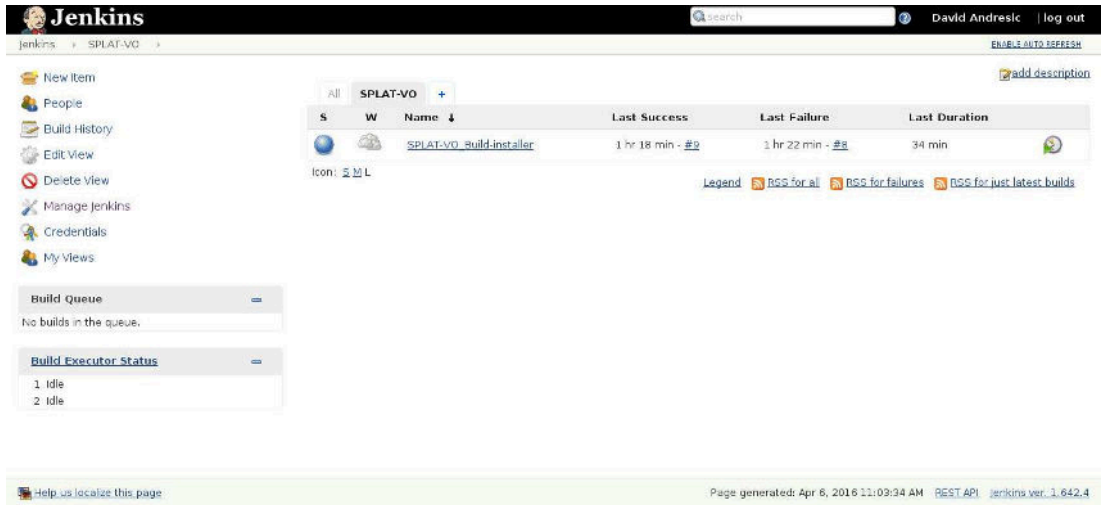 Jenkins
search
David Andresic | log out
Jenkins › SPLAT-VO ›
ENABLE AUTO REFRESH
New Item
People
Build History
Edit View
Delete View
Manage Jenkins
Credentials
My Views
add description
All SPLAT-VO +
S W Name ↓ Last Success Last Failure Last Duration
SPLAT-VO_Build-installer 1 hr 18 min - #9 1 hr 22 min - #8 34 min
Icon: S M L
Legend RSS for all RSS for failures RSS for just latest builds
Build Queue
No builds in the queue.
Build Executor Status
1 Idle
2 Idle
Help us localize this page
Page generated: Apr 6, 2016 11:03:34 AM REST API Jenkins ver. 1.642.4